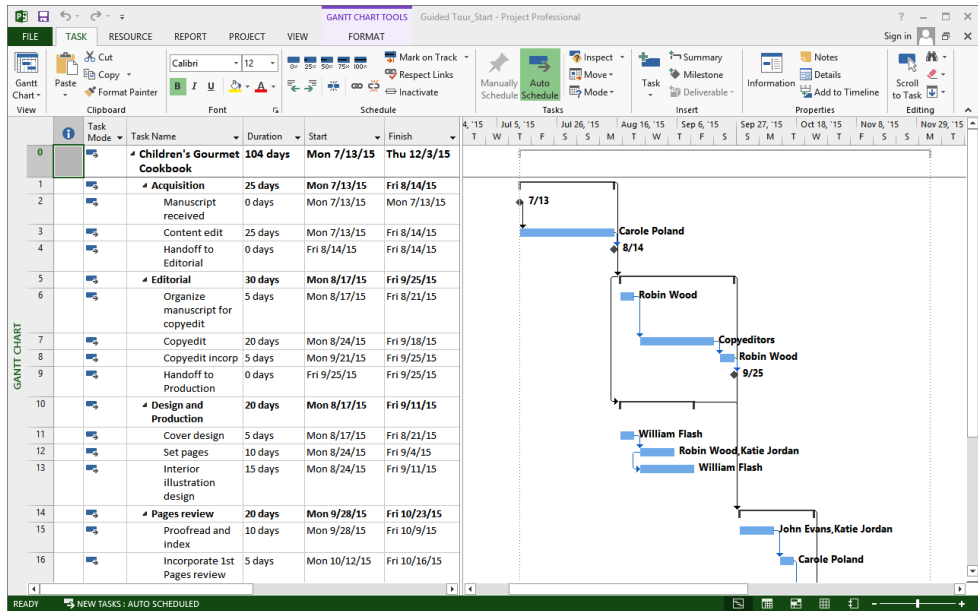 GANTT CHART TOOLS Guided Tour_Start - Project Professional
FILE TASK RESOURCE REPORT PROJECT VIEW FORMAT Sign in
Gantt Chart
View
Paste
Cut
Copy
Format Painter
Clipboard
Calibri 12
B I U A
Font
0× 25× 50× 75× 100×
Mark on Track
Respect Links
Inactivate
Schedule
Manually Schedule
Auto Schedule
Inspect
Move
Mode
Tasks
Task
Summary
Milestone
Deliverable
Insert
Information
Notes
Details
Add to Timeline
Properties
Scroll to Task
Editing
Task Mode Task Name Duration Start Finish
4, '15 Jul 5, '15 Jul 26, '15 Aug 16, '15 Sep 6, '15 Sep 27, '15 Oct 18, '15 Nov 8, '15 Nov 29, '15
T W T F S S M T W T F S S M T W T F S S M T
0 Children's Gourmet Cookbook 104 days Mon 7/13/15 Thu 12/3/15
1 Acquisition 25 days Mon 7/13/15 Fri 8/14/15
2 Manuscript received 0 days Mon 7/13/15 Mon 7/13/15 7/13
3 Content edit 25 days Mon 7/13/15 Fri 8/14/15 Carole Poland
4 Handoff to Editorial 0 days Fri 8/14/15 Fri 8/14/15 8/14
5 Editorial 30 days Mon 8/17/15 Fri 9/25/15
6 Organize manuscript for copyedit 5 days Mon 8/17/15 Fri 8/21/15 Robin Wood
7 Copyedit 20 days Mon 8/24/15 Fri 9/18/15 Copyeditors
8 Copyedit incorp 5 days Mon 9/21/15 Fri 9/25/15 Robin Wood
9 Handoff to Production 0 days Fri 9/25/15 Fri 9/25/15 9/25
10 Design and Production 20 days Mon 8/17/15 Fri 9/11/15
11 Cover design 5 days Mon 8/17/15 Fri 8/21/15 William Flash
12 Set pages 10 days Mon 8/24/15 Fri 9/4/15 Robin Wood,Katie Jordan
13 Interior illustration design 15 days Mon 8/24/15 Fri 9/11/15 William Flash
14 Pages review 20 days Mon 9/28/15 Fri 10/23/15
15 Proofread and index 10 days Mon 9/28/15 Fri 10/9/15 John Evans,Katie Jordan
16 Incorporate 1st Pages review 5 days Mon 10/12/15 Fri 10/16/15 Carole Poland
GANTT CHART
READY NEW TASKS : AUTO SCHEDULED